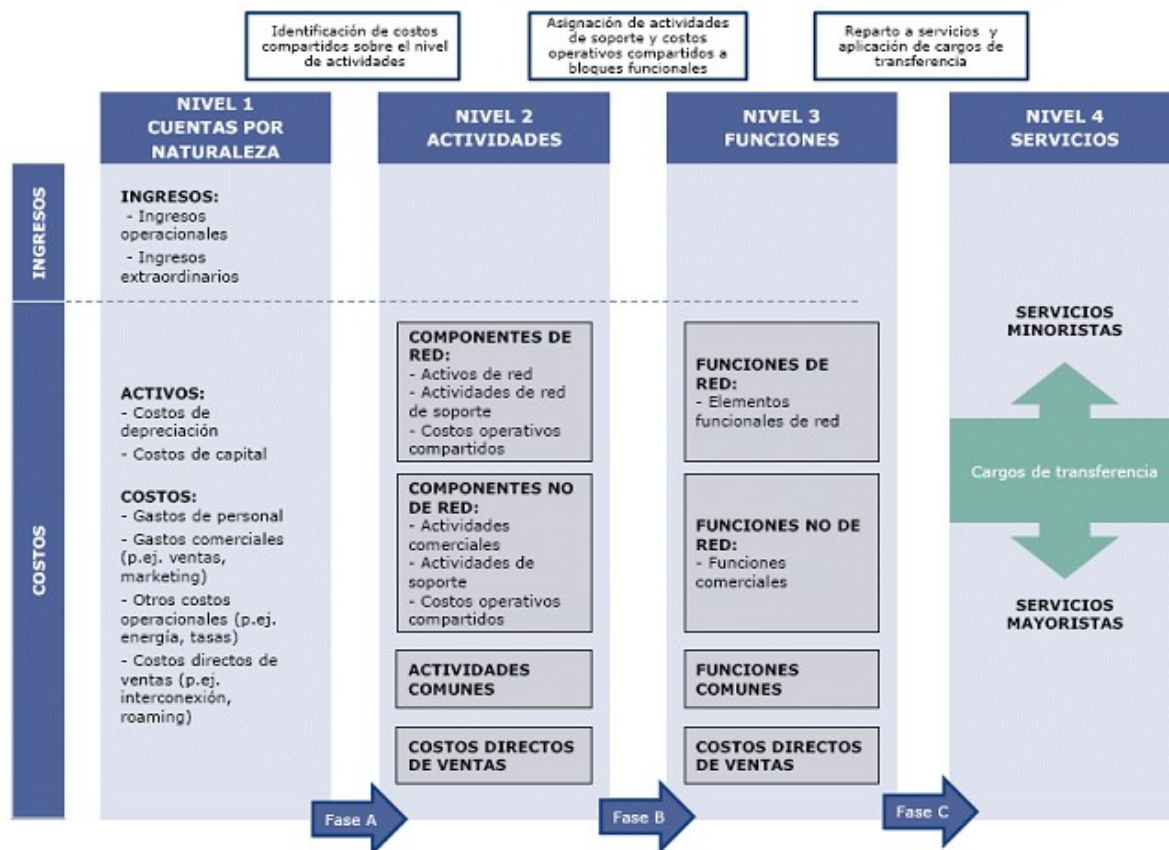 Identificación de costos
compartidos sobre el nivel
de actividades
Asignación de actividades
de soporte y costos
operativos compartidos a
bloques funcionales
Reparto a servicios y
aplicación de cargos de
transferencia
NIVEL 1
CUENTAS POR
NATURALEZA
NIVEL 2
ACTIVIDADES
NIVEL 3
FUNCIONES
NIVEL 4
SERVICIOS
INGRESOS
INGRESOS:
- Ingresos
operacionales
- Ingresos
extraordinarios
COSTOS
ACTIVOS:
- Costos de
depreciación
- Costos de capital
COSTOS:
- Gastos de personal
- Gastos comerciales
(p.ej. ventas,
marketing)
- Otros costos
operacionales (p.ej.
energía, tasas)
- Costos directos de
ventas (p.ej.
interconexión,
roaming)
COMPONENTES DE
RED:
- Activos de red
- Actividades de red
de soporte
- Costos operativos
compartidos
COMPONENTES NO
DE RED:
- Actividades
comerciales
- Actividades de
soporte
- Costos operativos
compartidos
ACTIVIDADES
COMUNES
COSTOS DIRECTOS
DE VENTAS
FUNCIONES DE
RED:
- Elementos
funcionales de red
FUNCIONES NO DE
RED:
- Funciones
comerciales
FUNCIONES
COMUNES
COSTOS DIRECTOS
DE VENTAS
SERVICIOS
MINORISTAS
Cargos de transferencia
SERVICIOS
MAYORISTAS
Fase A
Fase B
Fase C